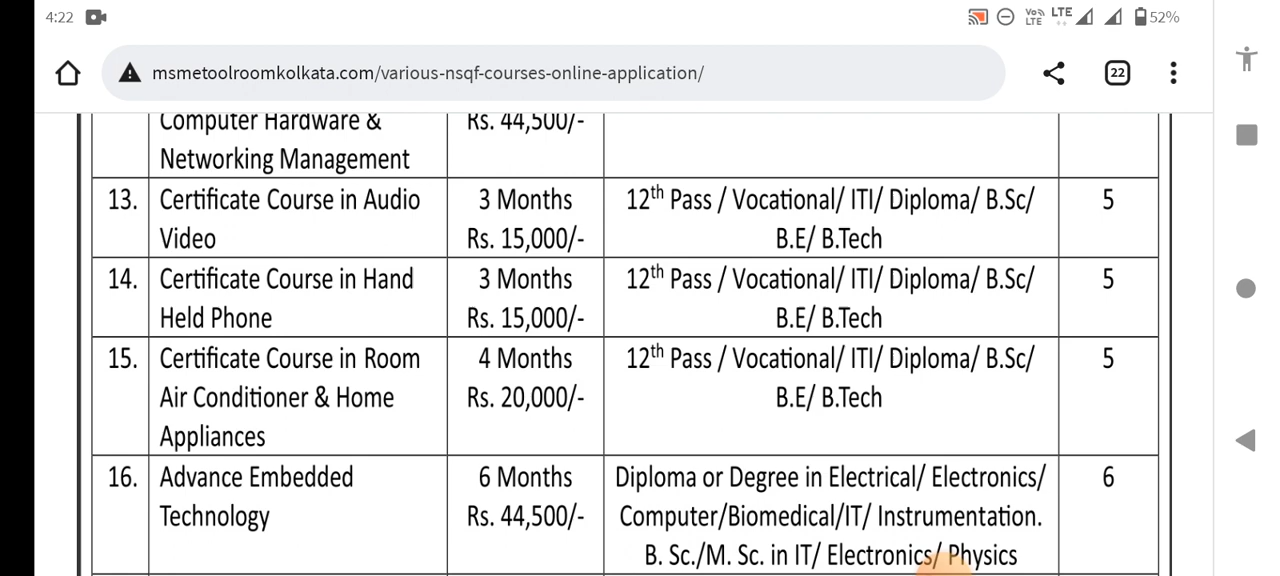 4:22
Vo)) LTE LTE 52%
msmetoolroomkolkata.com/various-nsqf-courses-online-application/
22
Computer Hardware & Rs. 44,500/-
Networking Management
13. Certificate Course in Audio 3 Months 12th Pass / Vocational/ ITI/ Diploma/ B.Sc/ 5
Video Rs. 15,000/- B.E/ B.Tech
14. Certificate Course in Hand 3 Months 12th Pass / Vocational/ ITI/ Diploma/ B.Sc/ 5
Held Phone Rs. 15,000/- B.E/ B.Tech
15. Certificate Course in Room 4 Months 12th Pass / Vocational/ ITI/ Diploma/ B.Sc/ 5
Air Conditioner & Home Rs. 20,000/- B.E/ B.Tech
Appliances
16. Advance Embedded 6 Months Diploma or Degree in Electrical/ Electronics/ 6
Technology Rs. 44,500/- Computer/Biomedical/IT/ Instrumentation.
B. Sc./M. Sc. in IT/ Electronics/ Physics